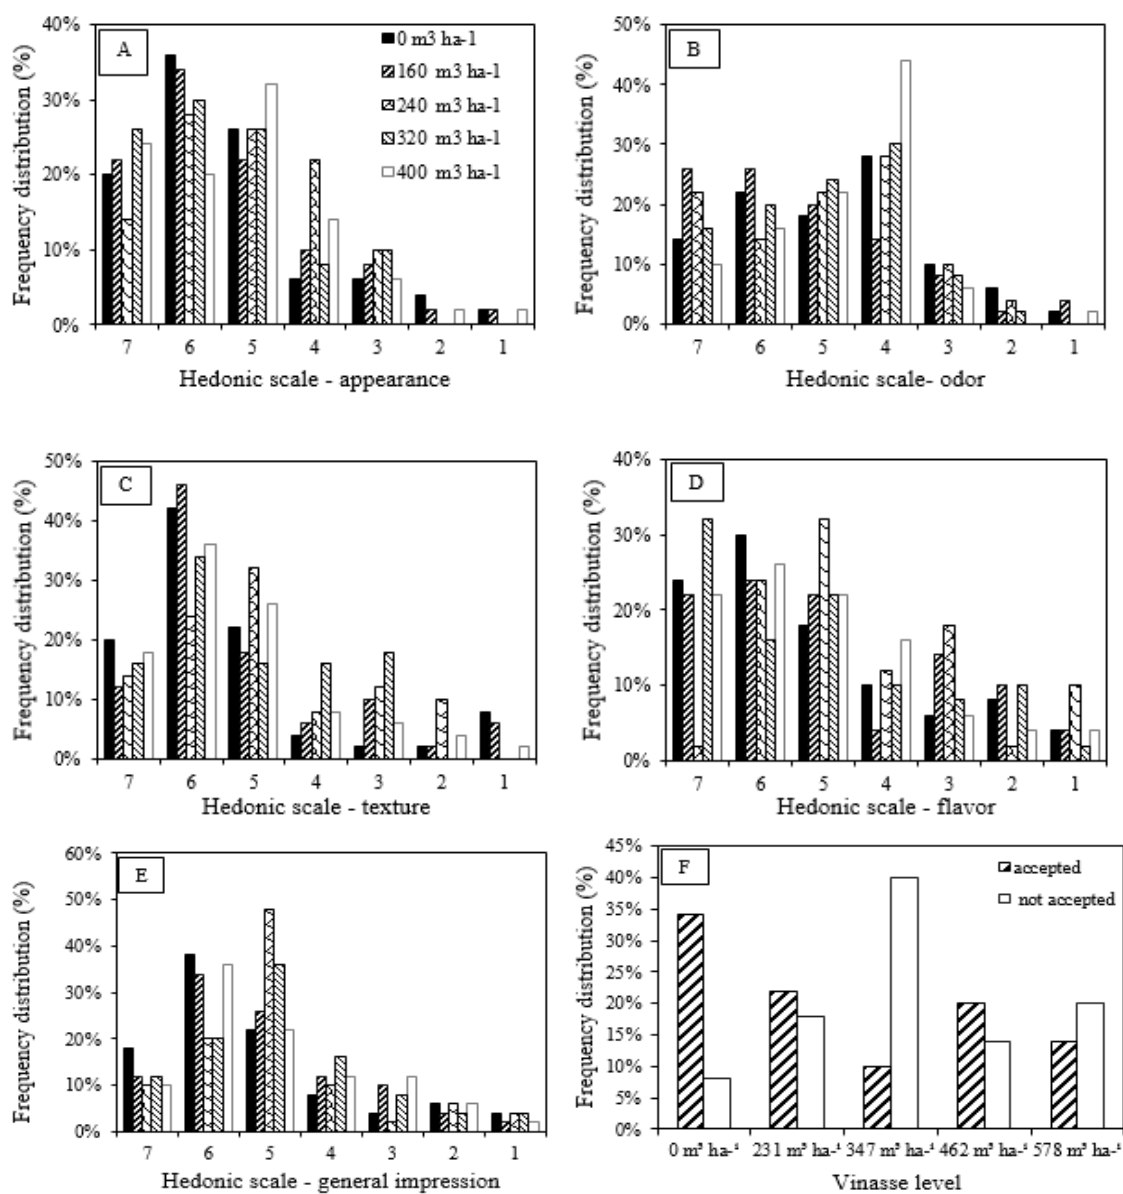 A
Frequency distribution (%)
40%
30%
20%
10%
0%
0 m3 ha-1
160 m3 ha-1
240 m3 ha-1
320 m3 ha-1
400 m3 ha-1
7 6 5 4 3 2 1
Hedonic scale - appearance
B
Frequency distribution (%)
50%
40%
30%
20%
10%
0%
7 6 5 4 3 2 1
Hedonic scale- odor
C
Frequency distribution (%)
50%
40%
30%
20%
10%
0%
7 6 5 4 3 2 1
Hedonic scale - texture
D
Frequency distribution (%)
40%
30%
20%
10%
0%
7 6 5 4 3 2 1
Hedonic scale - flavor
E
Frequency distribution (%)
60%
50%
40%
30%
20%
10%
0%
7 6 5 4 3 2 1
Hedonic scale - general impression
F
Frequency distribution (%)
45%
40%
35%
30%
25%
20%
15%
10%
5%
0%
accepted
not accepted
0 m³ ha-¹ 231 m³ ha-¹ 347 m³ ha-¹ 462 m³ ha-¹ 578 m³ ha-¹
Vinasse level